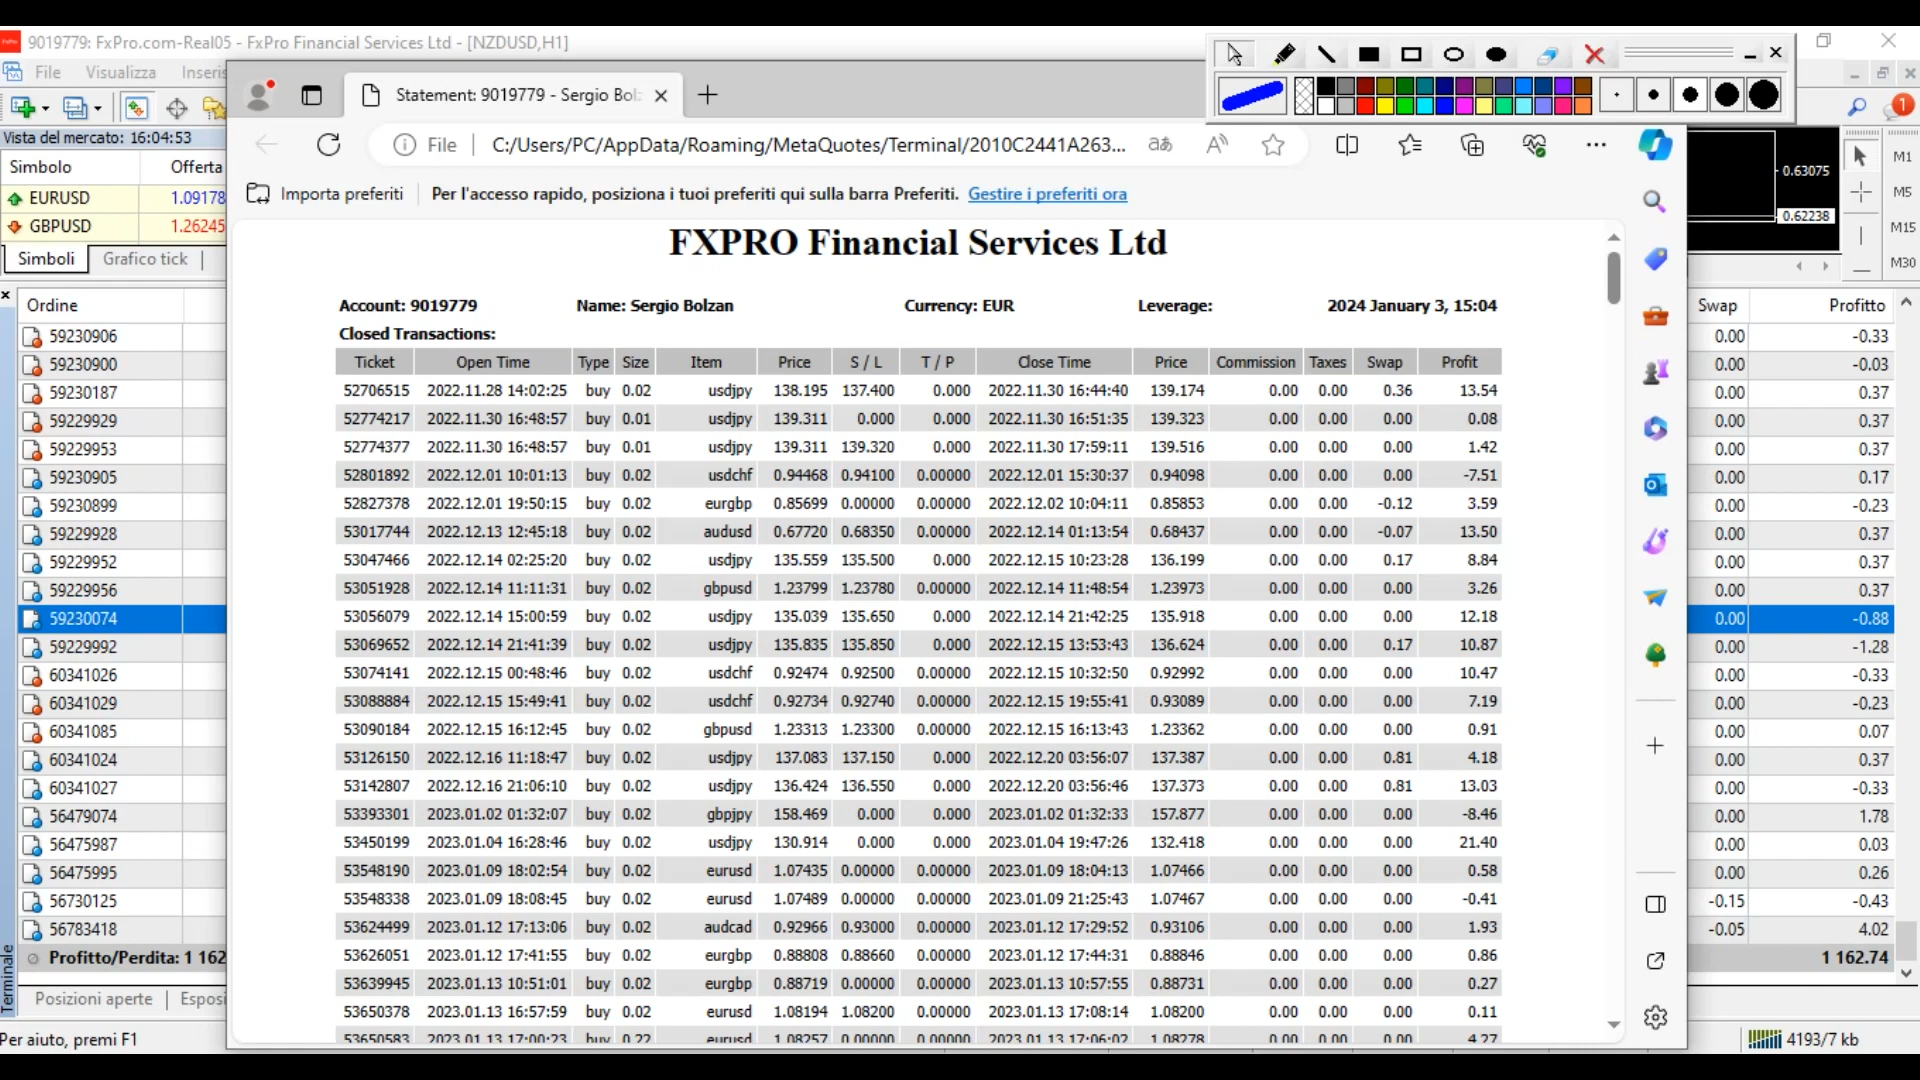 9019779: FxPro.com-Real05 - FxPro Financial Services Ltd - [NZDUSD,H1]
File Visualizza
Statement: 9019779 - Sergio
Vista del mercato: 16:04:53
Simbolo Offerta
EURUSD 1.09178
GBPUSD 1.26245
Simboli Grafico tick
File C:/Users/PC/AppData/Roaming/MetaQuotes/Terminal/2010C2441A263...
Importa preferiti Per l'accesso rapido, posiziona i tuoi preferiti qui sulla barra Preferiti. Gestire i preferiti ora
1
0.63075
0.62238
M1
M5
M15
M30
Ordine
59230906
59230900
59230187
59229929
59229953
59230905
59230899
59229928
59229952
59229956
59230074
59229992
60341026
60341029
60341085
60341024
60341027
56479074
56475987
56475995
56730125
56783418
Profitto/Perdita: 1 162
Terminale
Posizioni aperte
Per aiuto, premi F1
FXPRO Financial Services Ltd
Account: 9019779 Name: Sergio Bolzan Currency: EUR Leverage: 2024 January 3, 15:04
Closed Transactions:
Ticket Open Time Type Size Item Price S / L T / P Close Time Price Commission Taxes Swap Profit
52706515 2022.11.28 14:02:25 buy 0.02 usdjpy 138.195 137.400 0.000 2022.11.30 16:44:40 139.174 0.00 0.00 0.36 13.54
52774217 2022.11.30 16:48:57 buy 0.01 usdjpy 139.311 0.000 0.000 2022.11.30 16:51:35 139.323 0.00 0.00 0.00 0.08
52774377 2022.11.30 16:48:57 buy 0.01 usdjpy 139.311 139.320 0.000 2022.11.30 17:59:11 139.516 0.00 0.00 0.00 1.42
52801892 2022.12.01 10:01:13 buy 0.02 usdchf 0.94468 0.94100 0.00000 2022.12.01 15:30:37 0.94098 0.00 0.00 0.00 -7.51
52827378 2022.12.01 19:50:15 buy 0.02 eurgbp 0.85699 0.00000 0.00000 2022.12.02 10:04:11 0.85853 0.00 0.00 -0.12 3.59
53017744 2022.12.13 12:45:18 buy 0.02 audusd 0.67720 0.68350 0.00000 2022.12.14 01:13:54 0.68437 0.00 0.00 -0.07 13.50
53047466 2022.12.14 02:25:20 buy 0.02 usdjpy 135.559 135.500 0.000 2022.12.15 10:23:28 136.199 0.00 0.00 0.17 8.84
53051928 2022.12.14 11:11:31 buy 0.02 gbpusd 1.23799 1.23780 0.00000 2022.12.14 11:48:54 1.23973 0.00 0.00 0.00 3.26
53056079 2022.12.14 15:00:59 buy 0.02 usdjpy 135.039 135.650 0.000 2022.12.14 21:42:25 135.918 0.00 0.00 0.00 12.18
53069652 2022.12.14 21:41:39 buy 0.02 usdjpy 135.835 135.850 0.000 2022.12.15 13:53:43 136.624 0.00 0.00 0.17 10.87
53074141 2022.12.15 00:48:46 buy 0.02 usdchf 0.92474 0.92500 0.00000 2022.12.15 10:32:50 0.92992 0.00 0.00 0.00 10.47
53088884 2022.12.15 15:49:41 buy 0.02 usdchf 0.92734 0.92740 0.00000 2022.12.15 19:55:41 0.93089 0.00 0.00 0.00 7.19
53090184 2022.12.15 16:12:45 buy 0.02 gbpusd 1.23313 1.23300 0.00000 2022.12.15 16:13:43 1.23362 0.00 0.00 0.00 0.91
53126150 2022.12.16 11:18:47 buy 0.02 usdjpy 137.083 137.150 0.000 2022.12.20 03:56:07 137.387 0.00 0.00 0.81 4.18
53142807 2022.12.16 21:06:10 buy 0.02 usdjpy 136.424 136.550 0.000 2022.12.20 03:56:46 137.373 0.00 0.00 0.81 13.03
53393301 2023.01.02 01:32:07 buy 0.02 gbpjpy 158.469 0.000 0.000 2023.01.02 01:32:33 157.877 0.00 0.00 0.00 -8.46
53450199 2023.01.04 16:28:46 buy 0.02 usdjpy 130.914 0.000 0.000 2023.01.04 19:47:26 132.418 0.00 0.00 0.00 21.40
53548190 2023.01.09 18:02:54 buy 0.02 eurusd 1.07435 0.00000 0.00000 2023.01.09 18:04:13 1.07466 0.00 0.00 0.00 0.58
53548338 2023.01.09 18:08:45 buy 0.02 eurusd 1.07489 0.00000 0.00000 2023.01.09 21:25:43 1.07467 0.00 0.00 0.00 -0.41
53624499 2023.01.12 17:13:06 buy 0.02 audcad 0.92966 0.93000 0.00000 2023.01.12 17:29:52 0.93106 0.00 0.00 0.00 1.93
53626051 2023.01.12 17:41:55 buy 0.02 eurgbp 0.88808 0.88660 0.00000 2023.01.12 17:44:31 0.88846 0.00 0.00 0.00 0.86
53639945 2023.01.13 10:51:01 buy 0.02 eurgbp 0.88719 0.00000 0.00000 2023.01.13 10:57:55 0.88731 0.00 0.00 0.00 0.27
53650378 2023.01.13 16:57:59 buy 0.02 eurusd 1.08194 1.08200 0.00000 2023.01.13 17:08:14 1.08200 0.00 0.00 0.00 0.11
53650583 2023.01.13 17:00:23 buy 0.22 eurusd 1.08257 0.00000 0.00000 2023.01.13 17:06:02 1.08278 0.00 0.00 0.00 4.27
Swap Profitto
0.00 -0.33
0.00 -0.03
0.00 0.37
0.00 0.37
0.00 0.37
0.00 0.17
0.00 -0.23
0.00 0.37
0.00 0.37
0.00 0.37
0.00 -0.88
0.00 -1.28
0.00 -0.33
0.00 -0.23
0.00 0.07
0.00 0.37
0.00 -0.33
0.00 1.78
0.00 0.03
0.00 0.26
-0.15 -0.43
-0.05 4.02
1 162.74
4193/7 kb